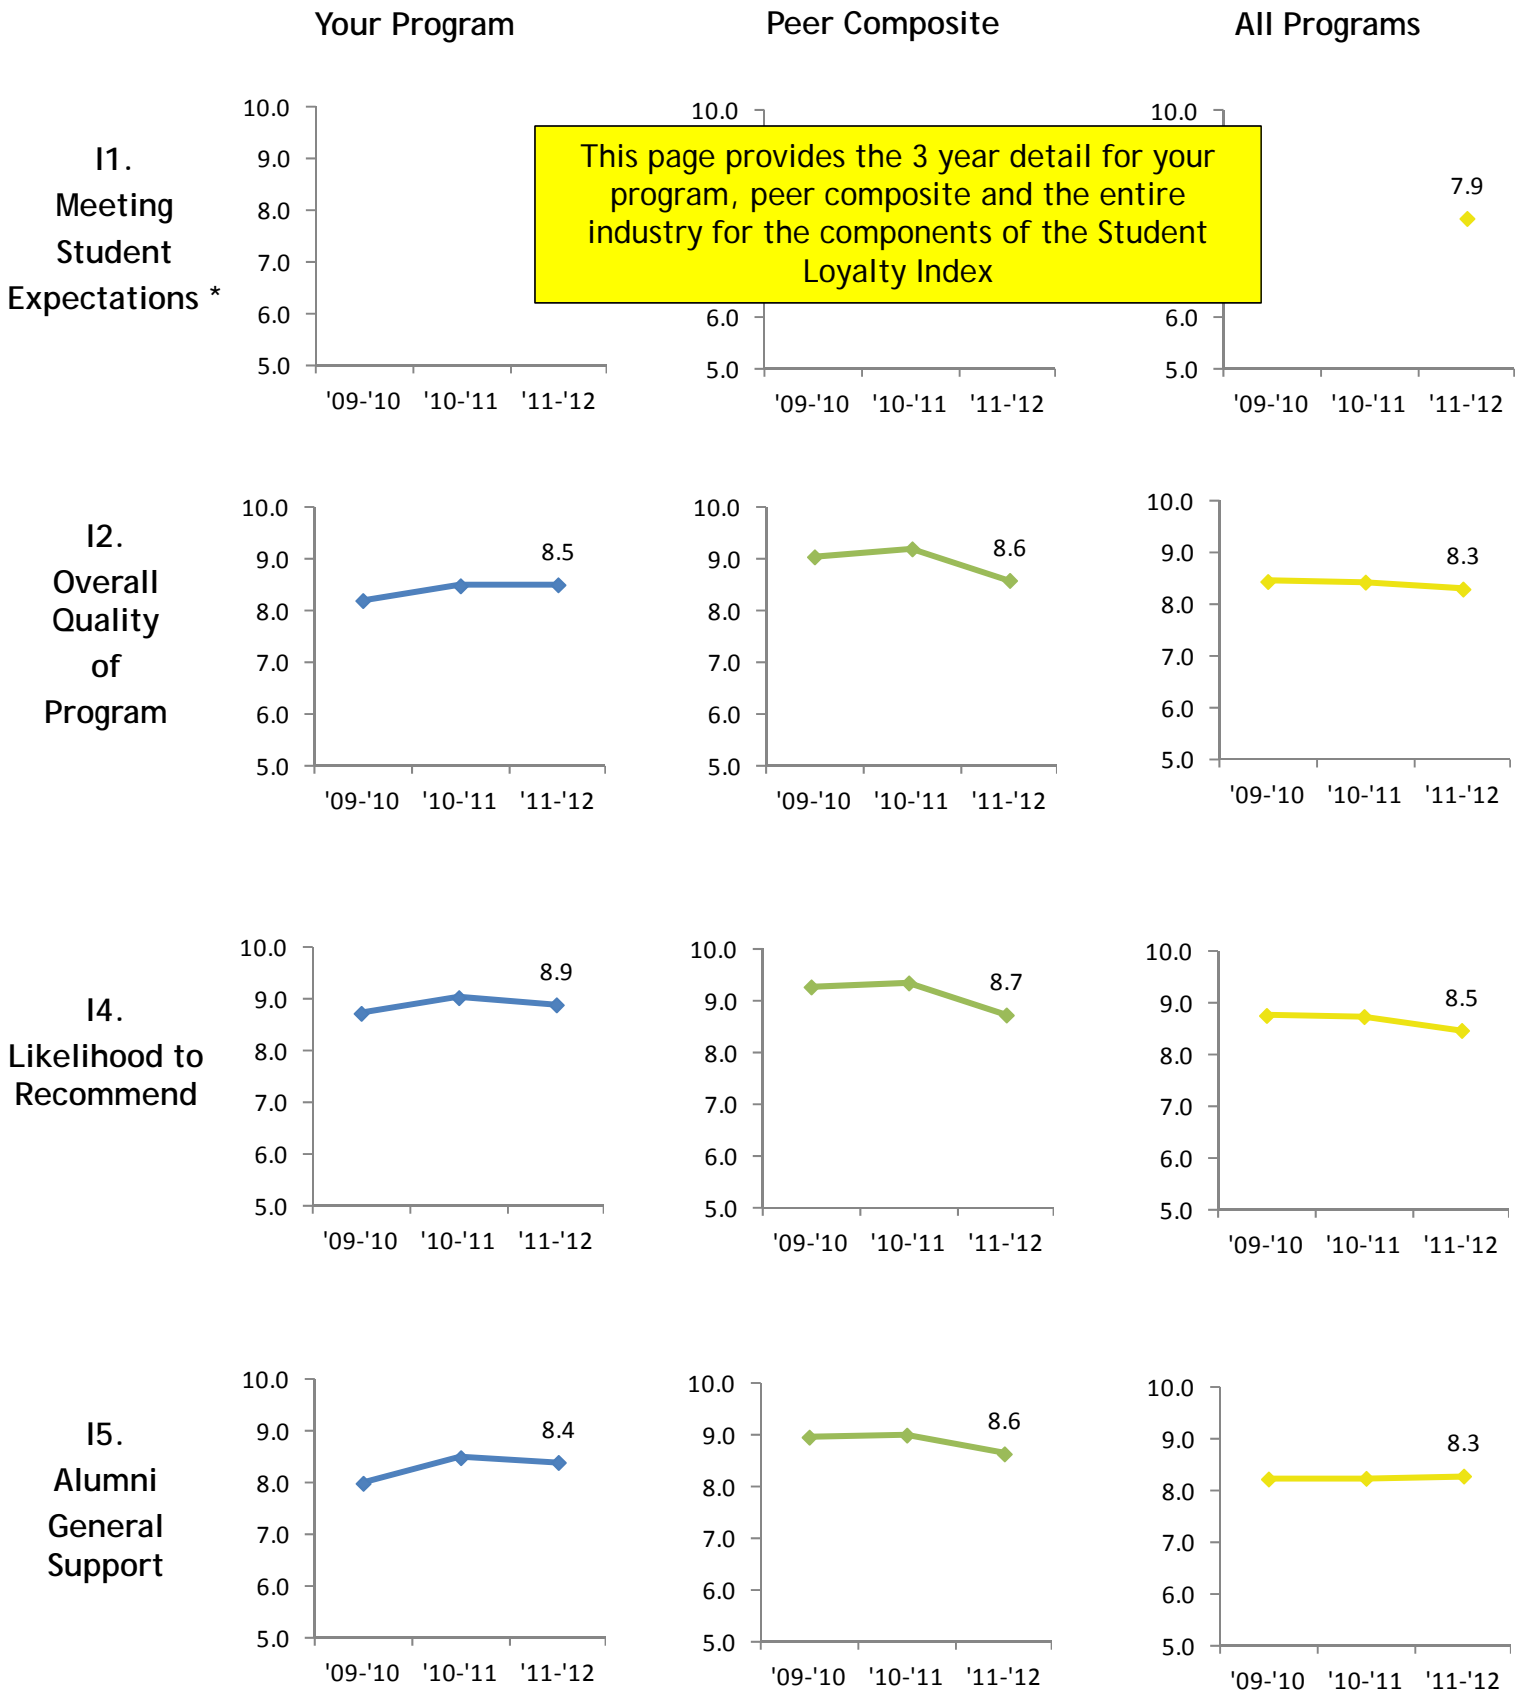 Your Program
Peer Composite
All Programs
I1.
Meeting
Student
Expectations *
10.0
9.0
8.0
7.0
6.0
5.0
'09-'10 '10-'11 '11-'12
10.0
6.0
5.0
'09-'10 '10-'11 '11-'12
10.0
7.9
6.0
5.0
'09-'10 '10-'11 '11-'12
This page provides the 3 year detail for your
program, peer composite and the entire
industry for the components of the Student
Loyalty Index
I2.
Overall
Quality
of
Program
10.0
9.0
8.0
7.0
6.0
5.0
8.5
'09-'10 '10-'11 '11-'12
10.0
9.0
8.0
7.0
6.0
5.0
8.6
'09-'10 '10-'11 '11-'12
10.0
9.0
8.0
7.0
6.0
5.0
8.3
'09-'10 '10-'11 '11-'12
I4.
Likelihood to
Recommend
10.0
9.0
8.0
7.0
6.0
5.0
8.9
'09-'10 '10-'11 '11-'12
10.0
9.0
8.0
7.0
6.0
5.0
8.7
'09-'10 '10-'11 '11-'12
10.0
9.0
8.0
7.0
6.0
5.0
8.5
'09-'10 '10-'11 '11-'12
I5.
Alumni
General
Support
10.0
9.0
8.0
7.0
6.0
5.0
8.4
'09-'10 '10-'11 '11-'12
10.0
9.0
8.0
7.0
6.0
5.0
8.6
'09-'10 '10-'11 '11-'12
10.0
9.0
8.0
7.0
6.0
5.0
8.3
'09-'10 '10-'11 '11-'12